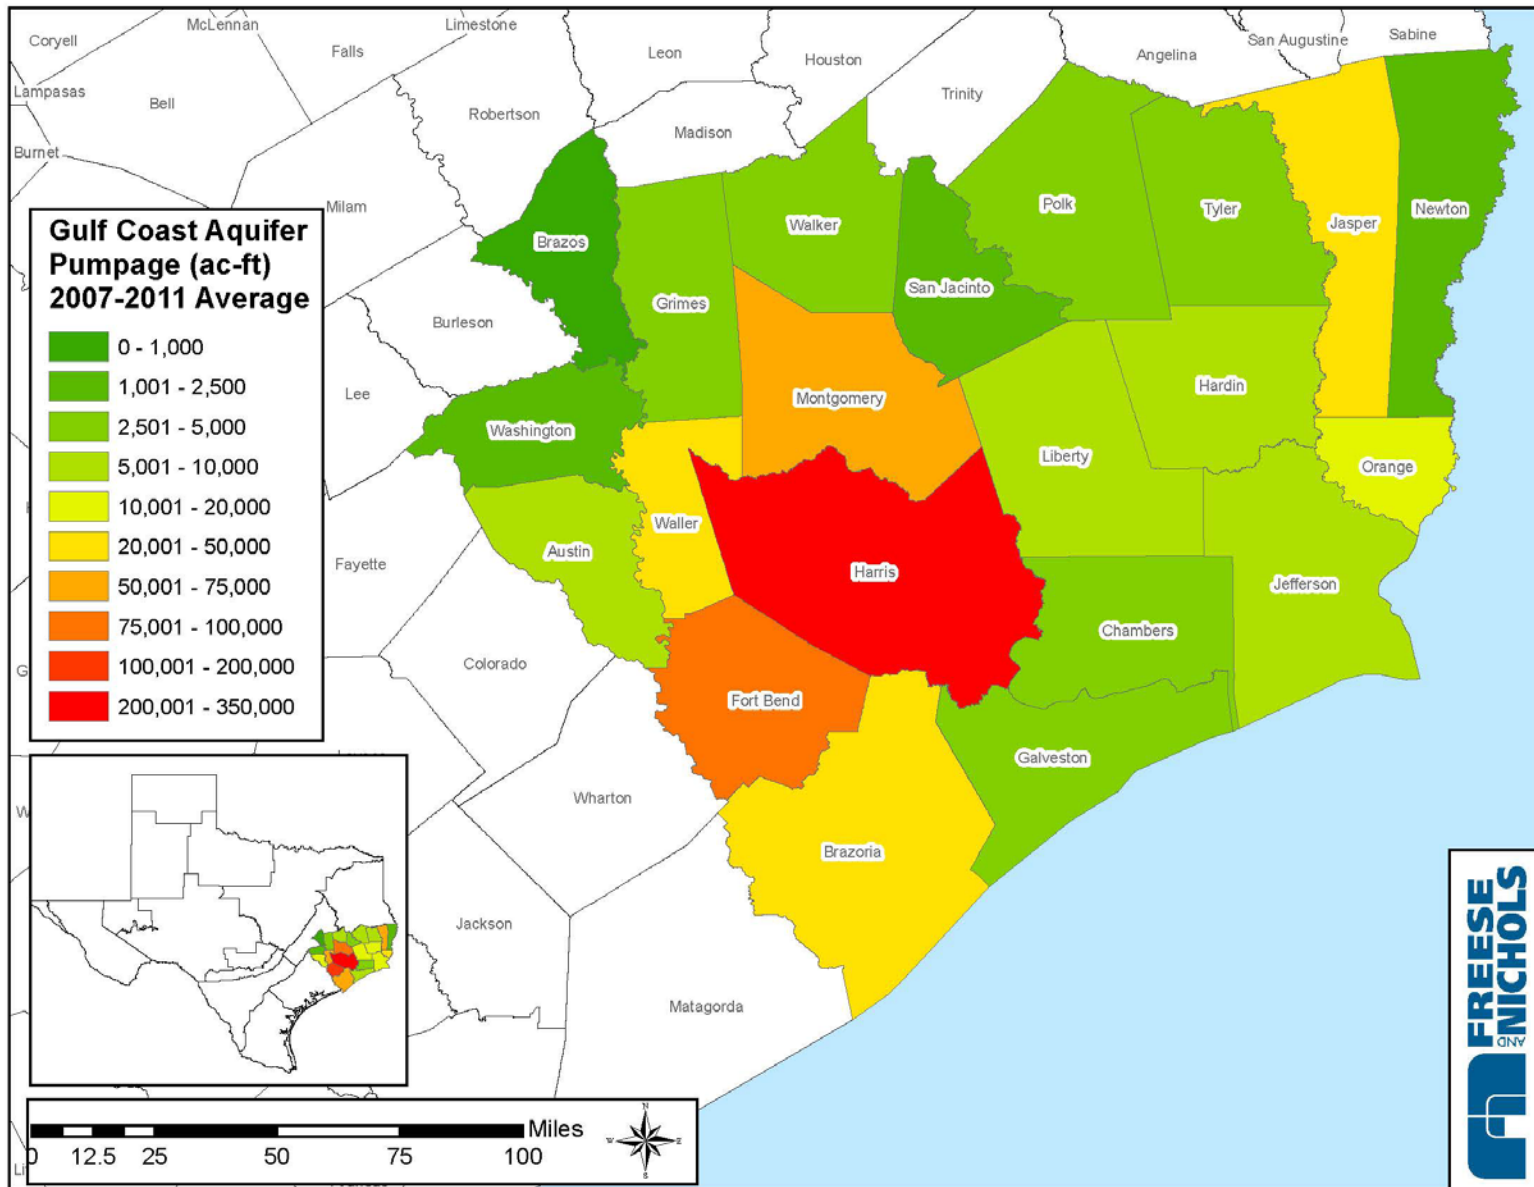 Coryell
McLennan
Limestone
Falls
Leon
Houston
Angelina
San Augustine
Sabine
Lampasas
Bell
Robertson
Trinity
Madison
Burnet
Milam
Brazos
Walker
Polk
Tyler
Jasper
Newton
Gulf Coast Aquifer
Pumpage (ac-ft)
2007-2011 Average
0 - 1,000
1,001 - 2,500
2,501 - 5,000
5,001 - 10,000
10,001 - 20,000
20,001 - 50,000
50,001 - 75,000
75,001 - 100,000
100,001 - 200,000
200,001 - 350,000
Grimes
San Jacinto
Burleson
Lee
Montgomery
Hardin
Washington
Liberty
Orange
Waller
Austin
Harris
Fayette
Jefferson
Chambers
Colorado
Fort Bend
Galveston
Wharton
Brazoria
Jackson
Matagorda
FREESE
AND
NICHOLS
Miles
0 12.5 25 50 75 100
N
W E
S